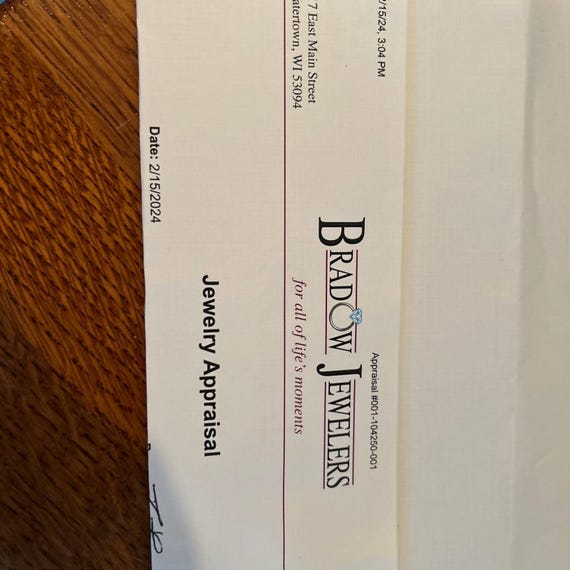 /15/24, 3:04 PM
Appraisal #001-104250-001
BRADOW JEWELERS
for all of life's moments
7 East Main Street
atertown, WI 53094
Jewelry Appraisal
Date: 2/15/2024